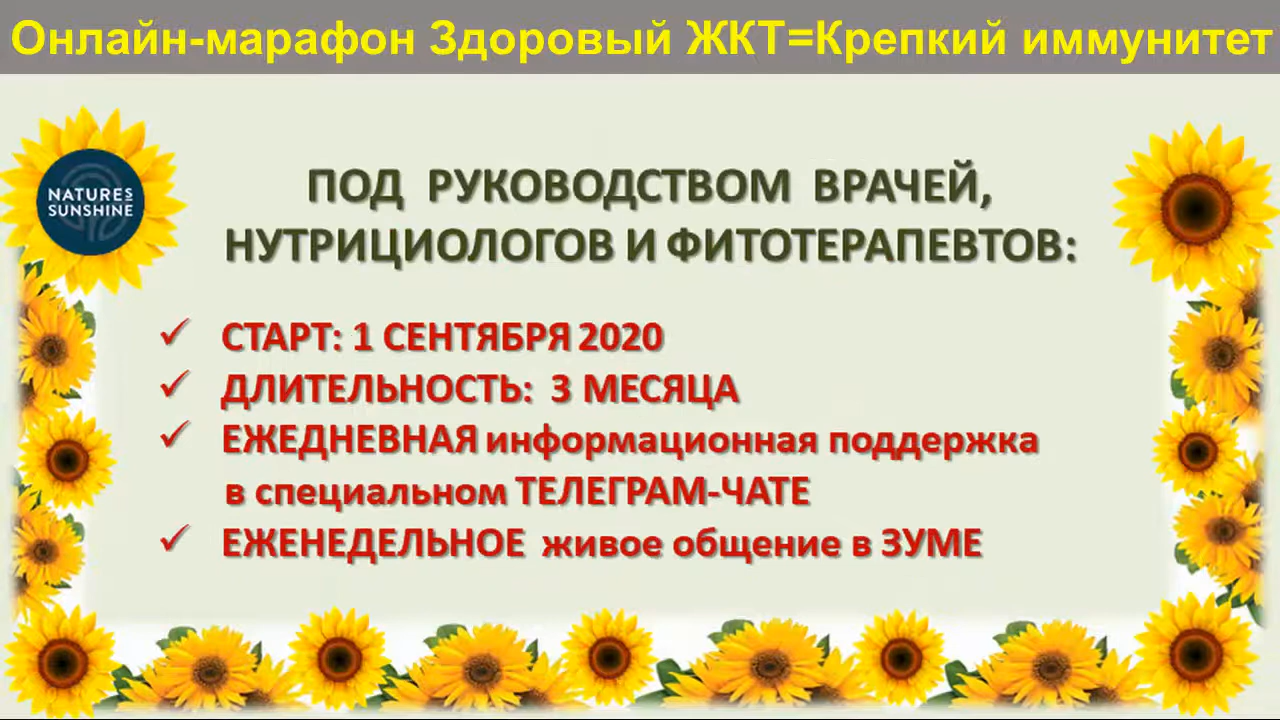 Онлайн-марафон Здоровый ЖКТ=Крепкий иммунитет
NATURES
SUNSHINE
ПОД РУКОВОДСТВОМ ВРАЧЕЙ,
НУТРИЦИОЛОГОВ И ФИТОТЕРАПЕВТОВ:
✓ СТАРТ: 1 СЕНТЯБРЯ 2020
✓ ДЛИТЕЛЬНОСТЬ: 3 МЕСЯЦА
✓ ЕЖЕДНЕВНАЯ информационная поддержка
в специальном ТЕЛЕГРАМ-ЧАТЕ
✓ ЕЖЕНЕДЕЛЬНОЕ живое общение в ЗУМЕ